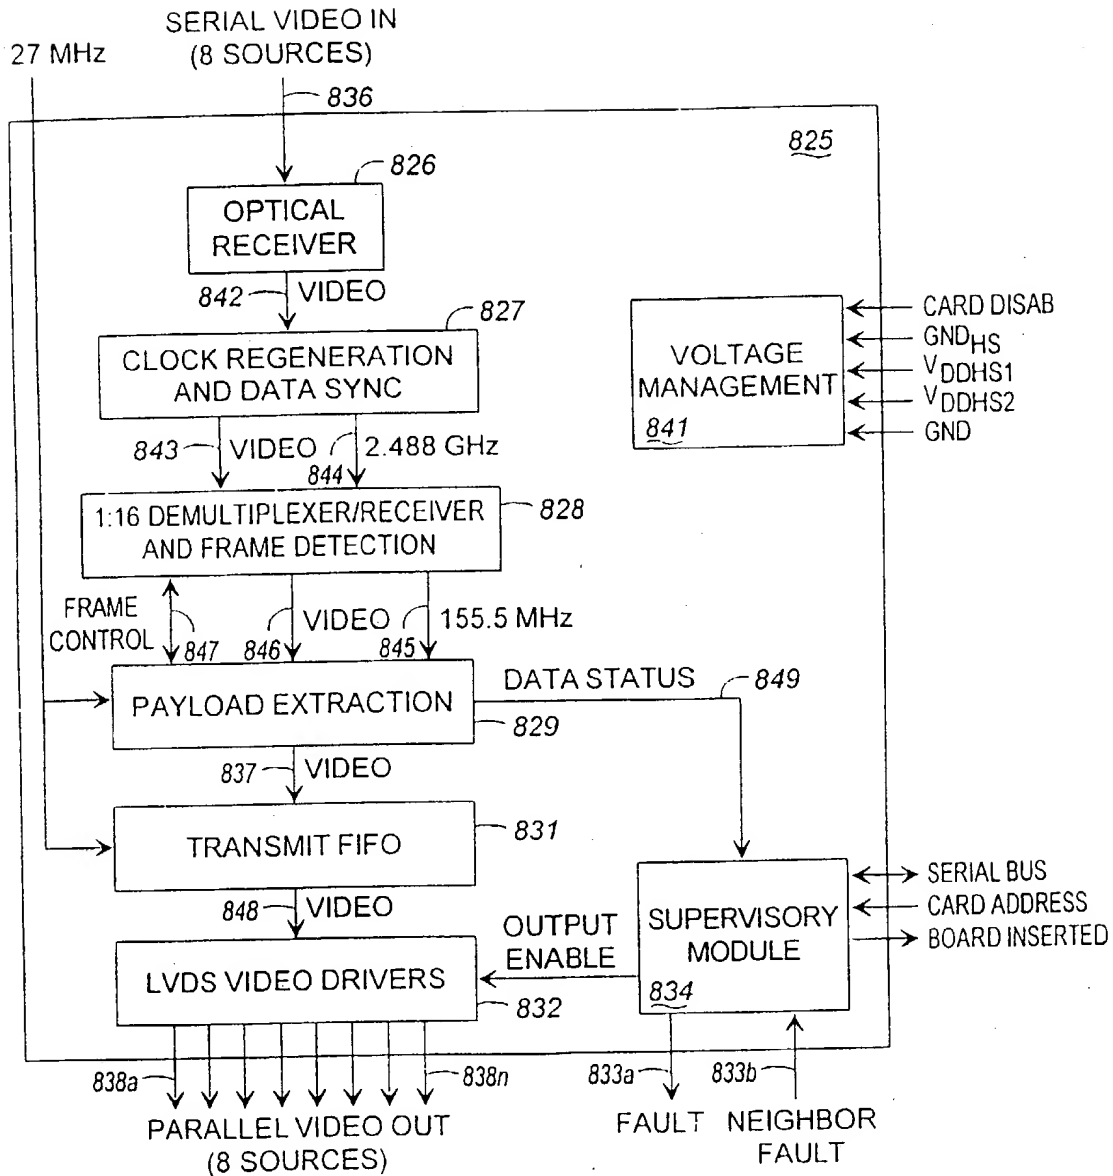 SERIAL VIDEO IN
(8 SOURCES)
27 MHz
836
825
826
OPTICAL
RECEIVER
842
VIDEO
827
CLOCK REGENERATION
AND DATA SYNC
VOLTAGE
MANAGEMENT
841
CARD DISAB
GNDHS
VDDHS1
VDDHS2
GND
843
VIDEO
844
2.488 GHz
1:16 DEMULTIPLEXER/RECEIVER
AND FRAME DETECTION
828
FRAME
CONTROL
847
846
VIDEO
845
155.5 MHz
PAYLOAD EXTRACTION
829
DATA STATUS
849
837
VIDEO
TRANSMIT FIFO
831
848
VIDEO
OUTPUT
ENABLE
SUPERVISORY
MODULE
834
SERIAL BUS
CARD ADDRESS
BOARD INSERTED
LVDS VIDEO DRIVERS
832
838a
838n
833a
833b
PARALLEL VIDEO OUT
(8 SOURCES)
FAULT
NEIGHBOR
FAULT